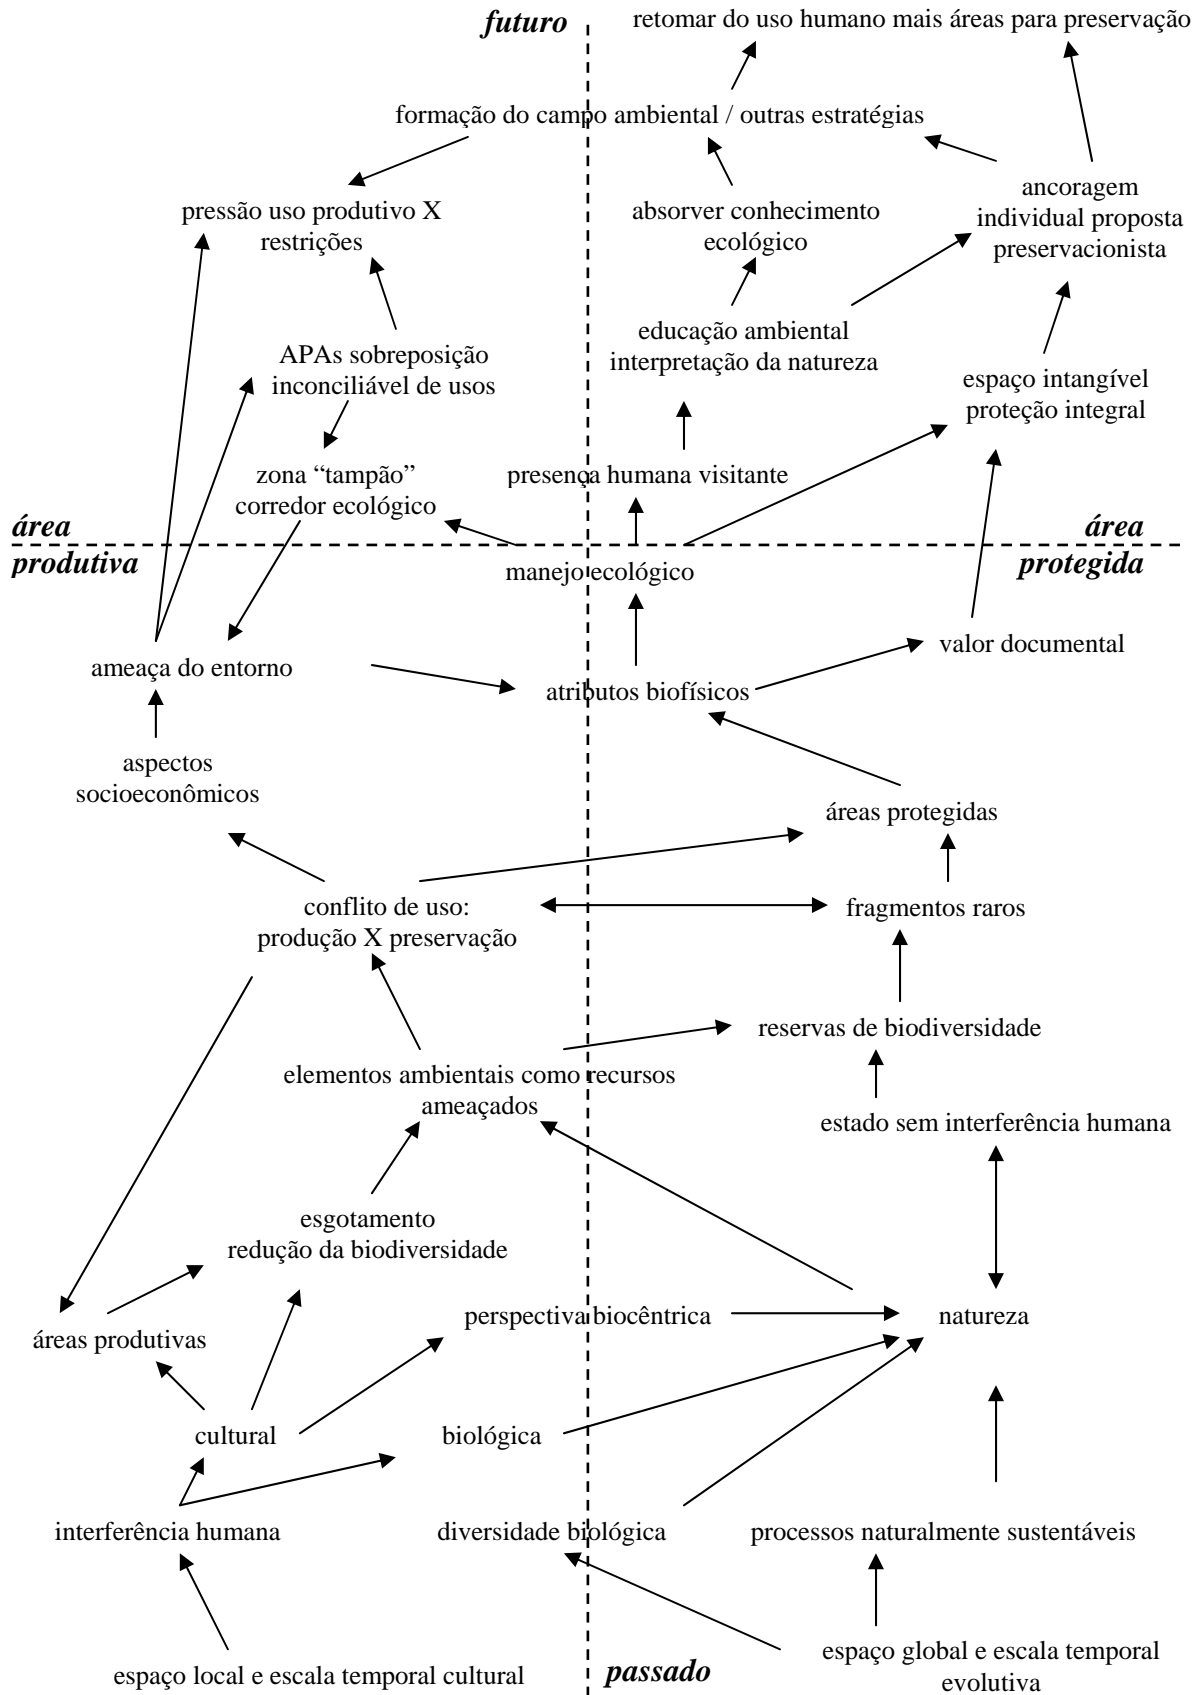 futuro
retomar do uso humano mais áreas para preservação
formação do campo ambiental / outras estratégias
pressão uso produtivo X
restrições
absorver conhecimento
ecológico
ancoragem
individual proposta
preservacionista
educação ambiental
interpretação da natureza
APAs sobreposição
inconciliável de usos
espaço intangível
proteção integral
zona “tampão”
corredor ecológico
presença humana visitante
área
produtiva
área
protegida
manejo ecológico
ameaça do entorno
valor documental
atributos biofísicos
aspectos
socioeconômicos
áreas protegidas
conflito de uso:
produção X preservação
fragmentos raros
reservas de biodiversidade
elementos ambientais como recursos
ameaçados
estado sem interferência humana
esgotamento
redução da biodiversidade
perspectiva biocêntrica
natureza
áreas produtivas
cultural
biológica
interferência humana
diversidade biológica
processos naturalmente sustentáveis
espaço local e escala temporal cultural
passado
espaço global e escala temporal
evolutiva